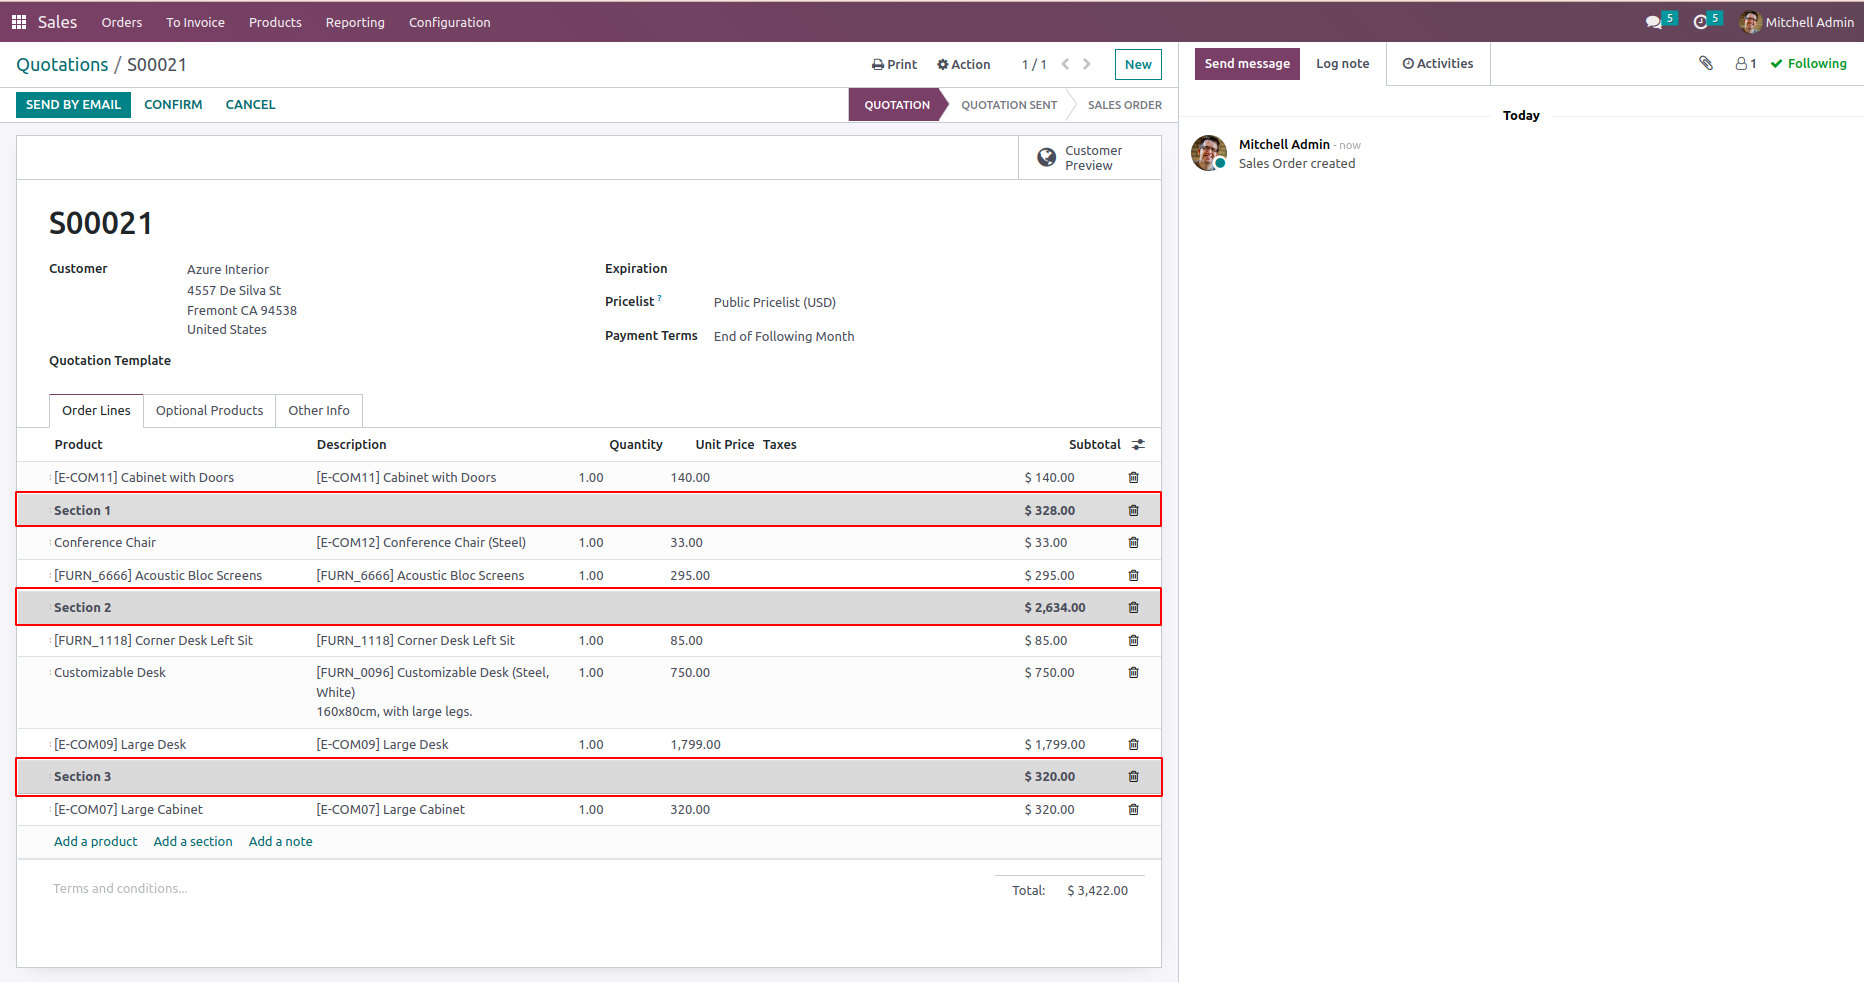 Sales Orders To Invoice Products Reporting Configuration 5 5 Mitchell Admin
Quotations / S00021 Print Action 1 / 1 New
Send message Log note Activities 1 Following
SEND BY EMAIL CONFIRM CANCEL QUOTATION QUOTATION SENT SALES ORDER
Today
Mitchell Admin - now
Sales Order created
Customer
Preview
S00021
Customer Azure Interior
4557 De Silva St
Fremont CA 94538
United States
Expiration
Pricelist ? Public Pricelist (USD)
Payment Terms End of Following Month
Quotation Template
Order Lines Optional Products Other Info
Product Description Quantity Unit Price Taxes Subtotal
[E-COM11] Cabinet with Doors [E-COM11] Cabinet with Doors 1.00 140.00 $ 140.00
Section 1 $ 328.00
Conference Chair [E-COM12] Conference Chair (Steel) 1.00 33.00 $ 33.00
[FURN_6666] Acoustic Bloc Screens [FURN_6666] Acoustic Bloc Screens 1.00 295.00 $ 295.00
Section 2 $ 2,634.00
[FURN_1118] Corner Desk Left Sit [FURN_1118] Corner Desk Left Sit 1.00 85.00 $ 85.00
Customizable Desk [FURN_0096] Customizable Desk (Steel, 1.00 750.00 $ 750.00
White)
160x80cm, with large legs.
[E-COM09] Large Desk [E-COM09] Large Desk 1.00 1,799.00 $ 1,799.00
Section 3 $ 320.00
[E-COM07] Large Cabinet [E-COM07] Large Cabinet 1.00 320.00 $ 320.00
Add a product Add a section Add a note
Terms and conditions...
Total: $ 3,422.00